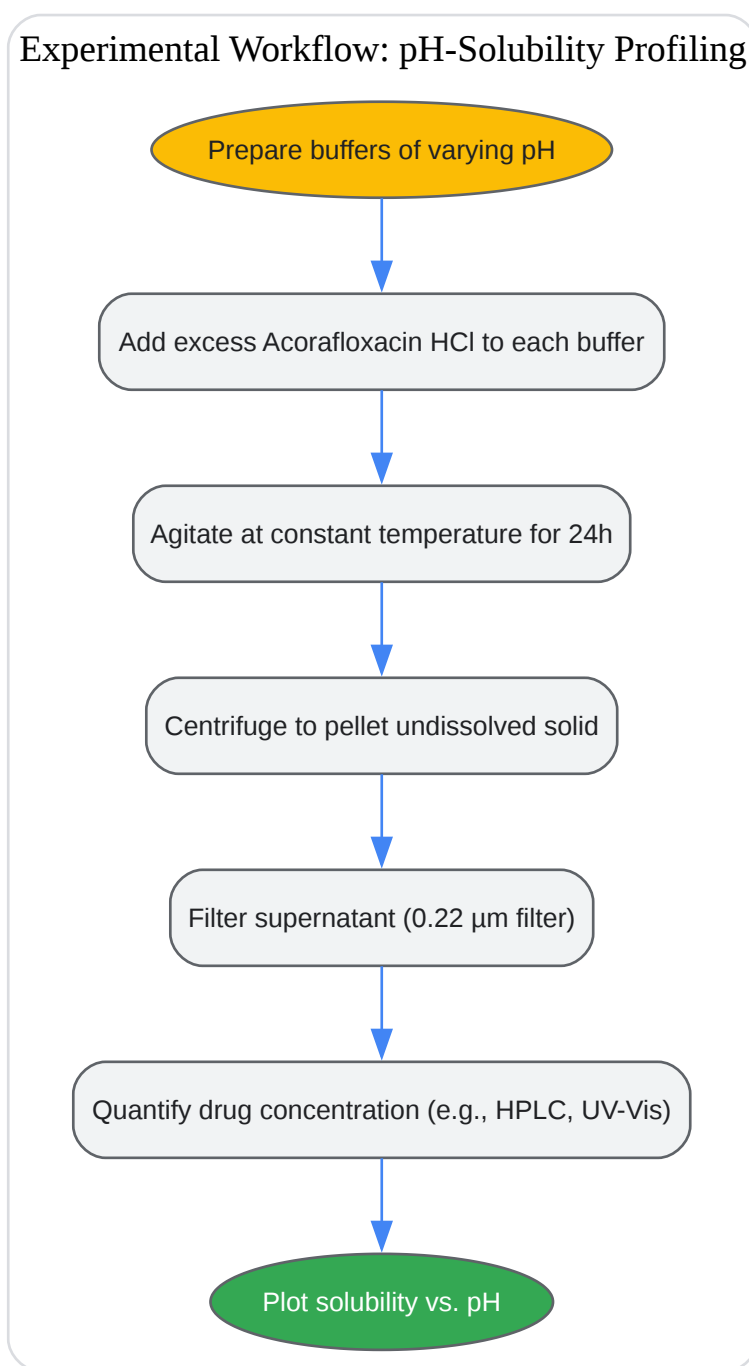 Experimental Workflow: pH-Solubility Profiling
Prepare buffers of varying pH
Add excess Acorafloxacin HCl to each buffer
Agitate at constant temperature for 24h
Centrifuge to pellet undissolved solid
Filter supernatant (0.22 µm filter)
Quantify drug concentration (e.g., HPLC, UV-Vis)
Plot solubility vs. pH